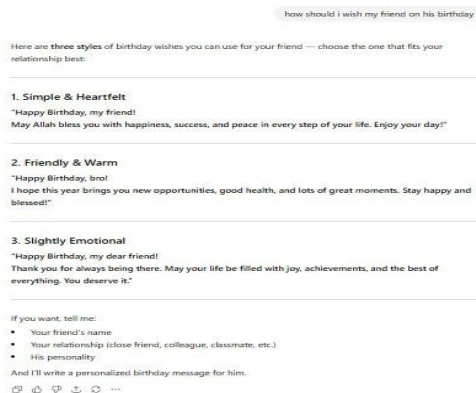 how should i wish my friend on his birthday
Here are three styles of birthday wishes you can use for your friend — choose the one that fits your
relationship best:
1. Simple & Heartfelt
"Happy Birthday, my friend!
May Allah bless you with happiness, success, and peace in every step of your life. Enjoy your day!"
2. Friendly & Warm
"Happy Birthday, bro!
I hope this year brings you new opportunities, good health, and lots of great moments. Stay happy and
blessed!"
3. Slightly Emotional
"Happy Birthday, my dear friend!
Thank you for always being there. May your life be filled with joy, achievements, and the best of
everything. You deserve it."
If you want, tell me:
• Your friend's name
• Your relationship (close friend, colleague, classmate, etc.)
• His personality
And I'll write a personalized birthday message for him.